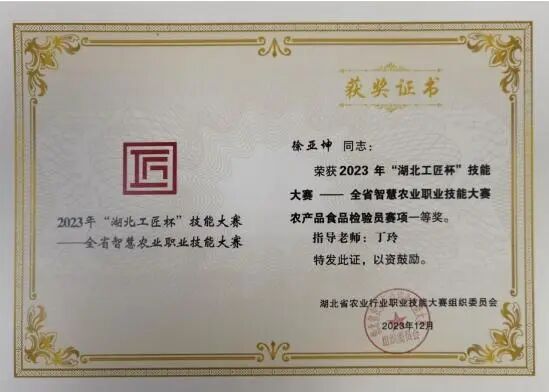 获奖证书
徐亚坤 同志：
荣获2023年“湖北工匠杯”技能
大赛 —— 全省智慧农业职业技能大赛
农产品食品检验员赛项一等奖。
指导老师：丁玲
特发此证，以资鼓励。
湖北省农业行业职业技能大赛组织委员会
2023年12月
2023年“湖北工匠杯”技能大赛
——全省智慧农业职业技能大赛
组织委员会